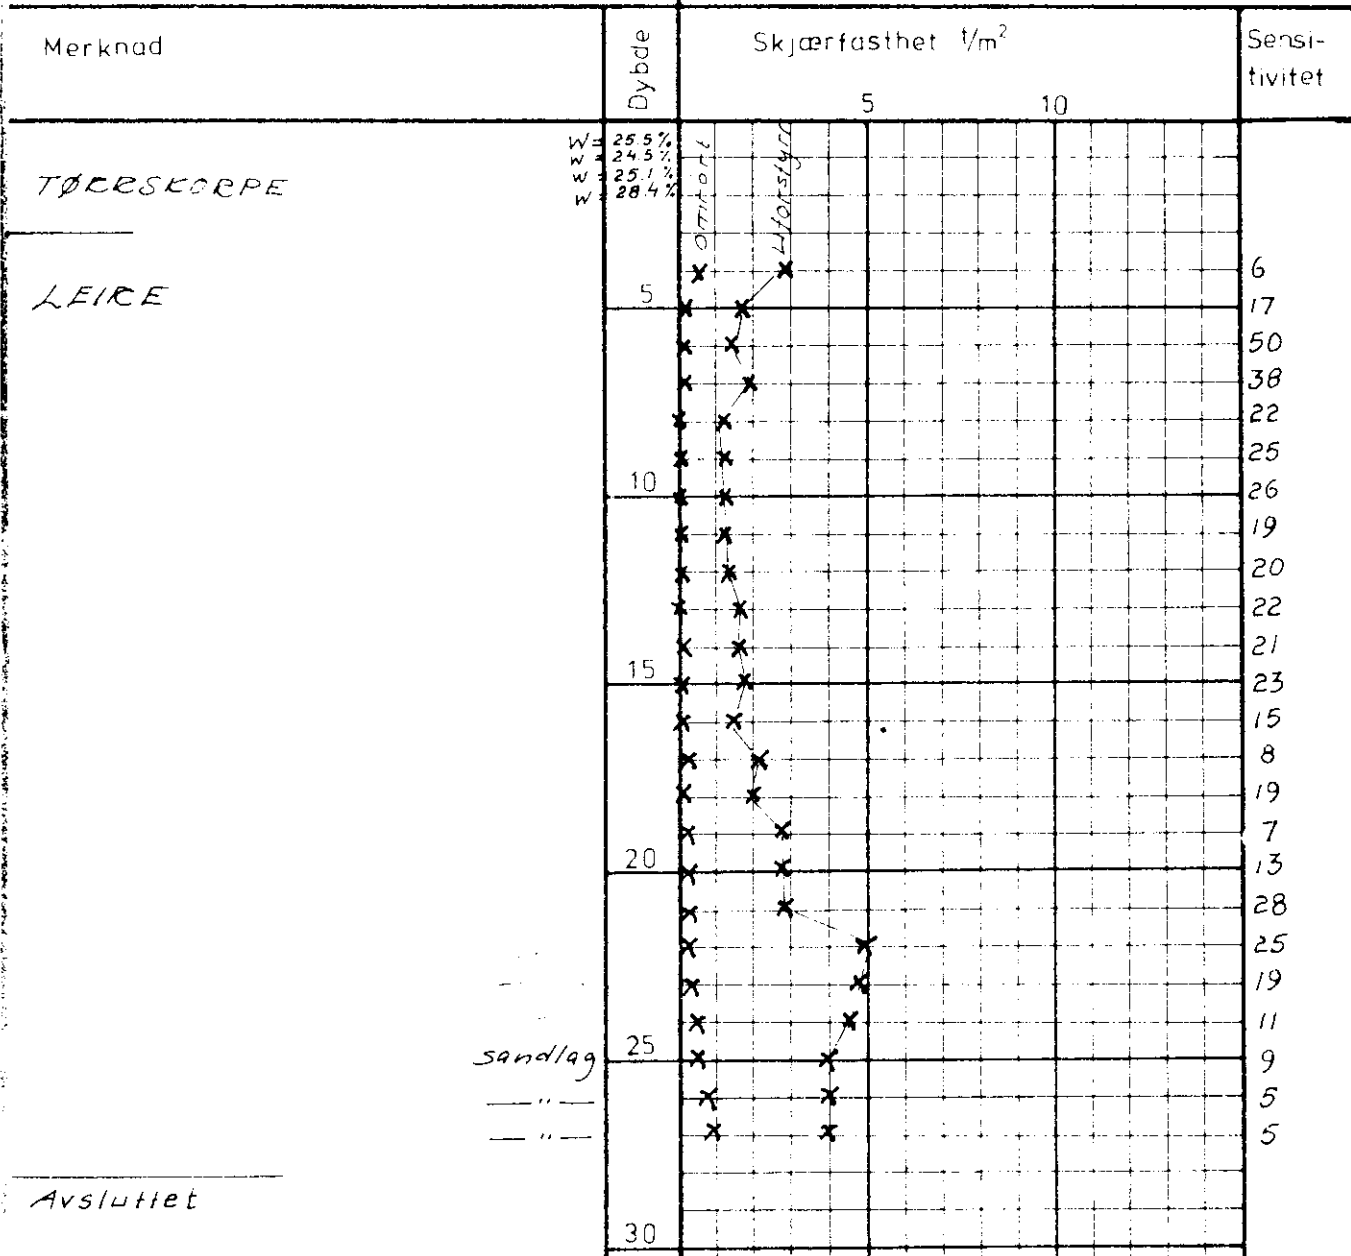 Merknad Dybde Skjærfasthet t/m² Sensi-
tivitet
5 10
W= 25.5%
w = 24.5%
w = 25.1%
w = 28.4%
Omrort Uforstyrr
TØRRSKORPE
6
LEIRE
5 17
50
38
22
25
10 26
19
20
22
21
15 23
15
8
19
7
20 13
28
25
19
11
sandlag 25 9
— " — 5
— " — 5
Avsluttet
30